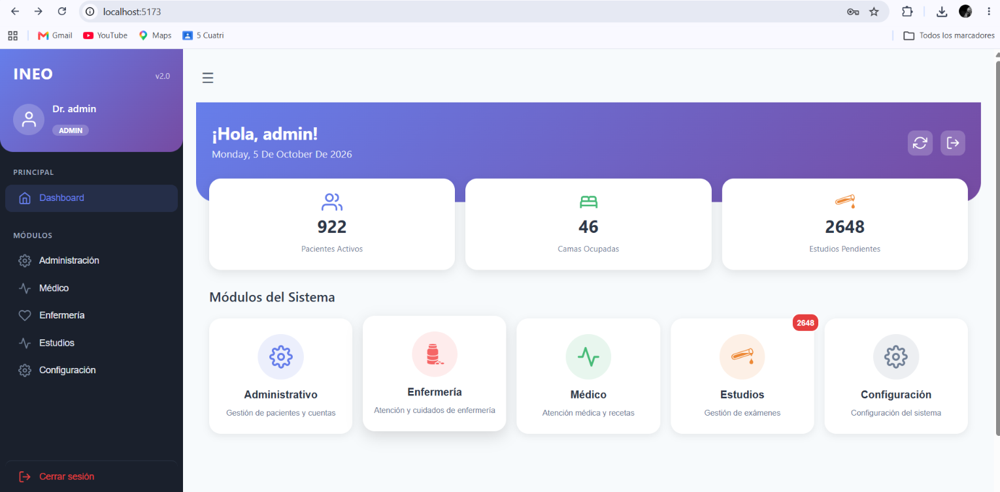 localhost:5173
Gmail YouTube Maps 5 Cuatri Todos los marcadores
INEO v2.0
Dr. admin
ADMIN
PRINCIPAL
Dashboard
MÓDULOS
Administración
Médico
Enfermería
Estudios
Configuración
Cerrar sesión
¡Hola, admin!
Monday, 5 De October De 2026
922
Pacientes Activos
46
Camas Ocupadas
2648
Estudios Pendientes
Módulos del Sistema
Administrativo
Gestión de pacientes y cuentas
Enfermería
Atención y cuidados de enfermería
Médico
Atención médica y recetas
2648
Estudios
Gestión de exámenes
Configuración
Configuración del sistema